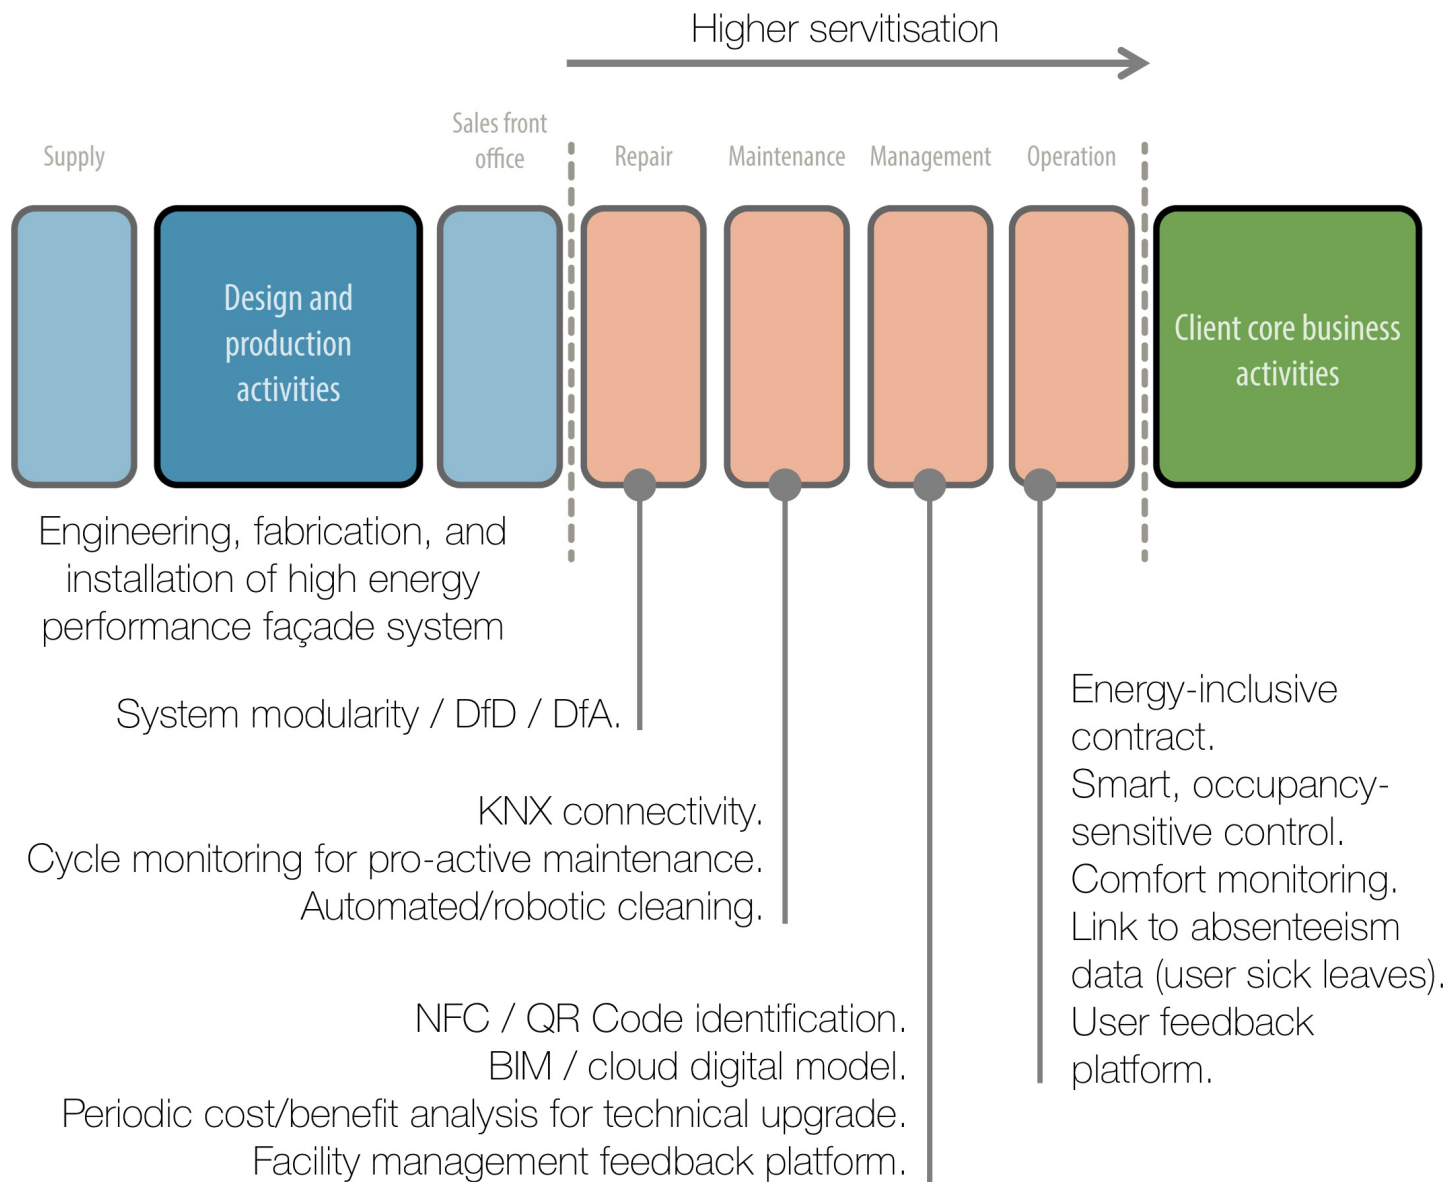 Higher servitisation
Supply
Sales front
office
Repair
Maintenance
Management
Operation
Design and
production
activities
Client core business
activities
Engineering, fabrication, and
installation of high energy
performance façade system
System modularity / DfD / DfA.
KNX connectivity.
Cycle monitoring for pro-active maintenance.
Automated/robotic cleaning.
NFC / QR Code identification.
BIM / cloud digital model.
Periodic cost/benefit analysis for technical upgrade.
Facility management feedback platform.
Energy-inclusive
contract.
Smart, occupancy-
sensitive control.
Comfort monitoring.
Link to absenteeism
data (user sick leaves).
User feedback
platform.